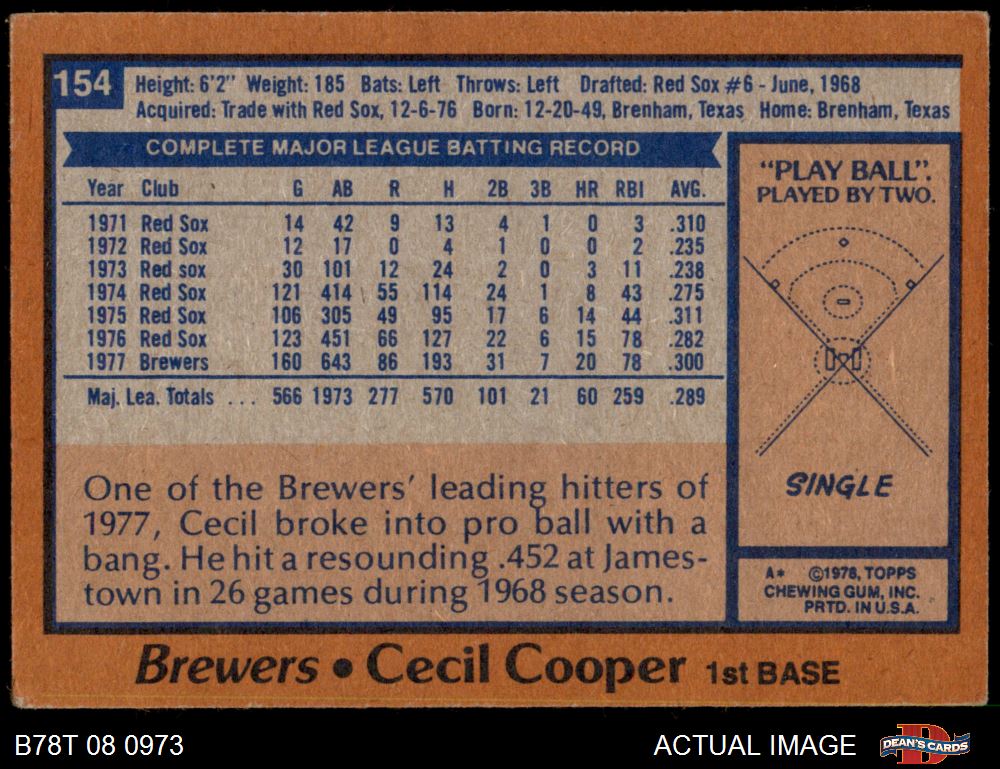 154
Height: 6'2" Weight: 185 Bats: Left Throws: Left Drafted: Red Sox #6 - June, 1968
Acquired: Trade with Red Sox, 12-6-76 Born: 12-20-49, Brenham, Texas Home: Brenham, Texas
COMPLETE MAJOR LEAGUE BATTING RECORD
Year Club G AB R H 2B 3B HR RBI AVG.
1971 Red Sox 14 42 9 13 4 1 0 3 .310
1972 Red Sox 12 17 0 4 1 0 0 2 .235
1973 Red sox 30 101 12 24 2 0 3 11 .238
1974 Red Sox 121 414 55 114 24 1 8 43 .275
1975 Red Sox 106 305 49 95 17 6 14 44 .311
1976 Red Sox 123 451 66 127 22 6 15 78 .282
1977 Brewers 160 643 86 193 31 7 20 78 .300
Maj. Lea. Totals ... 566 1973 277 570 101 21 60 259 .289
One of the Brewers' leading hitters of
1977, Cecil broke into pro ball with a
bang. He hit a resounding .452 at James-
town in 26 games during 1968 season.
"PLAY BALL".
PLAYED BY TWO.
SINGLE
A* ©1978, TOPPS
CHEWING GUM, INC.
PRTD. IN U.S.A.
Brewers • Cecil Cooper 1st BASE
B78T 08 0973
ACTUAL IMAGE
D
DEAN'S CARDS